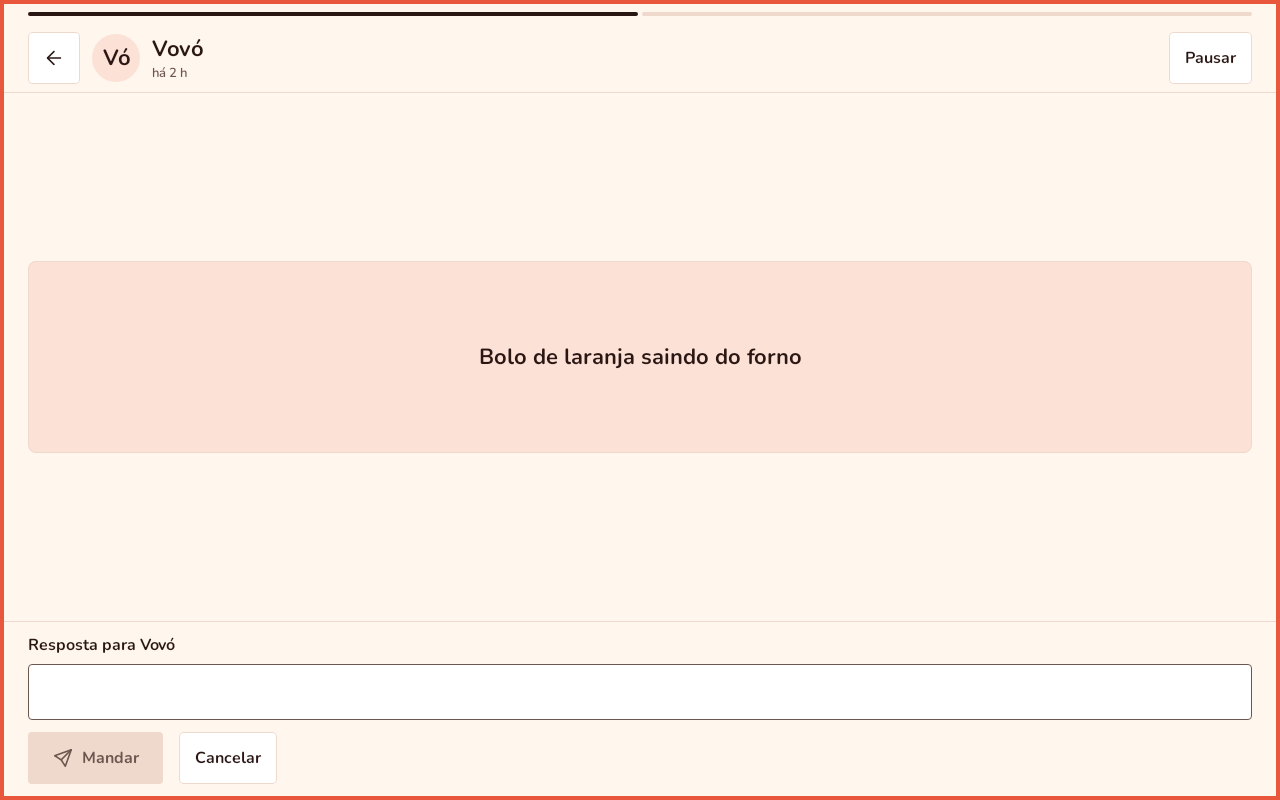 Vó
Vovó
há 2 h
Pausar
Bolo de laranja saindo do forno
Resposta para Vovó
Mandar
Cancelar